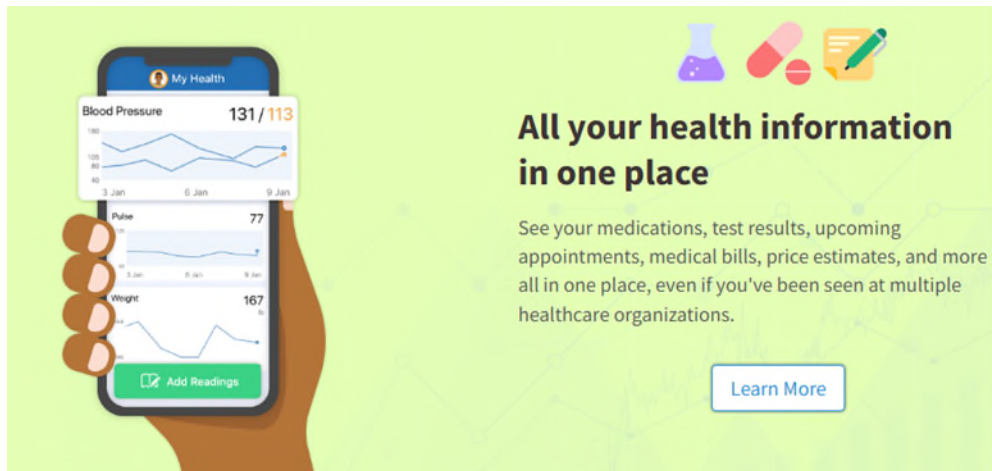 My Health
Blood Pressure 131 / 113
180
105
80
40
3 Jan 6 Jan 9 Jan
Pulse 77
3 Jan 6 Jan 9 Jan
Weight 167
lb
Add Readings
All your health information
in one place
See your medications, test results, upcoming
appointments, medical bills, price estimates, and more
all in one place, even if you've been seen at multiple
healthcare organizations.
Learn More